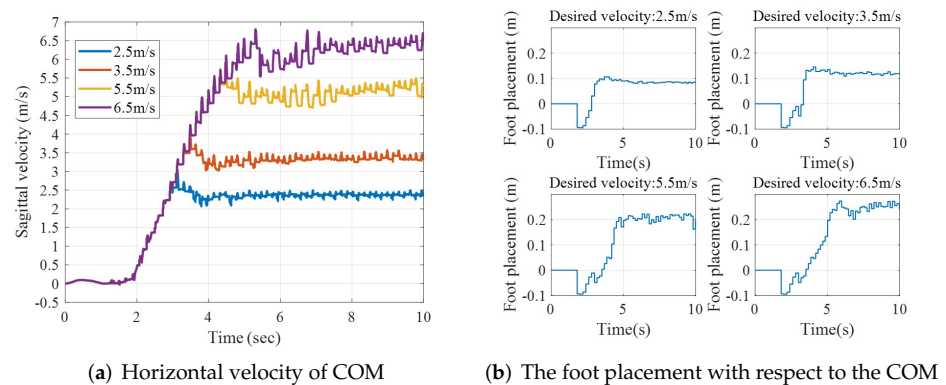 7
6.5
6
5.5
5
4.5
4
3.5
3
2.5
2
1.5
1
0.5
0
-0.5
Sagittal velocity (m/s)
2.5m/s
3.5m/s
5.5m/s
6.5m/s
0 2 4 6 8 10
Time (sec)
(a) Horizontal velocity of COM
Desired velocity:2.5m/s
Foot placement (m)
0.2
0.1
0
-0.1
0 5 10
Time(s)
Desired velocity:3.5m/s
Foot placement (m)
0.2
0.1
0
-0.1
0 5 10
Time(s)
Desired velocity:5.5m/s
Foot placement (m)
0.2
0.1
0
-0.1
0 5 10
Time(s)
Desired velocity:6.5m/s
Foot placement (m)
0.2
0.1
0
-0.1
0 5 10
Time(s)
(b) The foot placement with respect to the COM